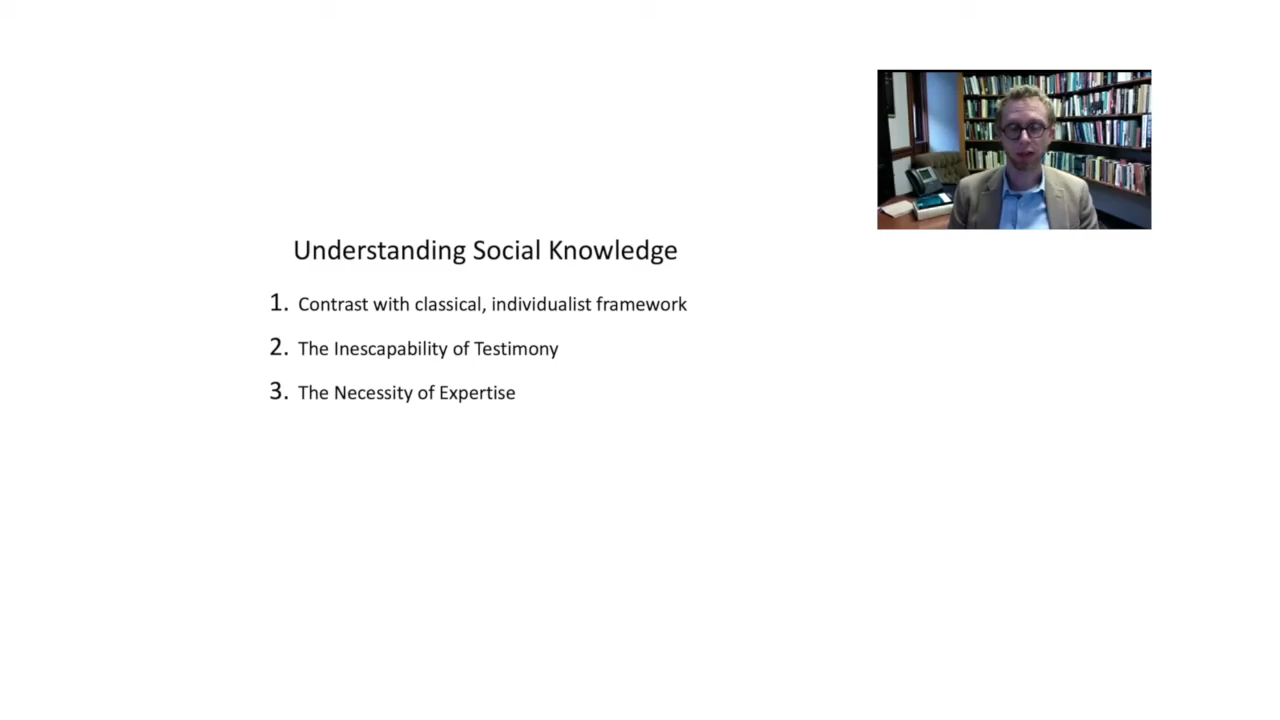 Understanding Social Knowledge
1. Contrast with classical, individualist framework
2. The Inescapability of Testimony
3. The Necessity of Expertise